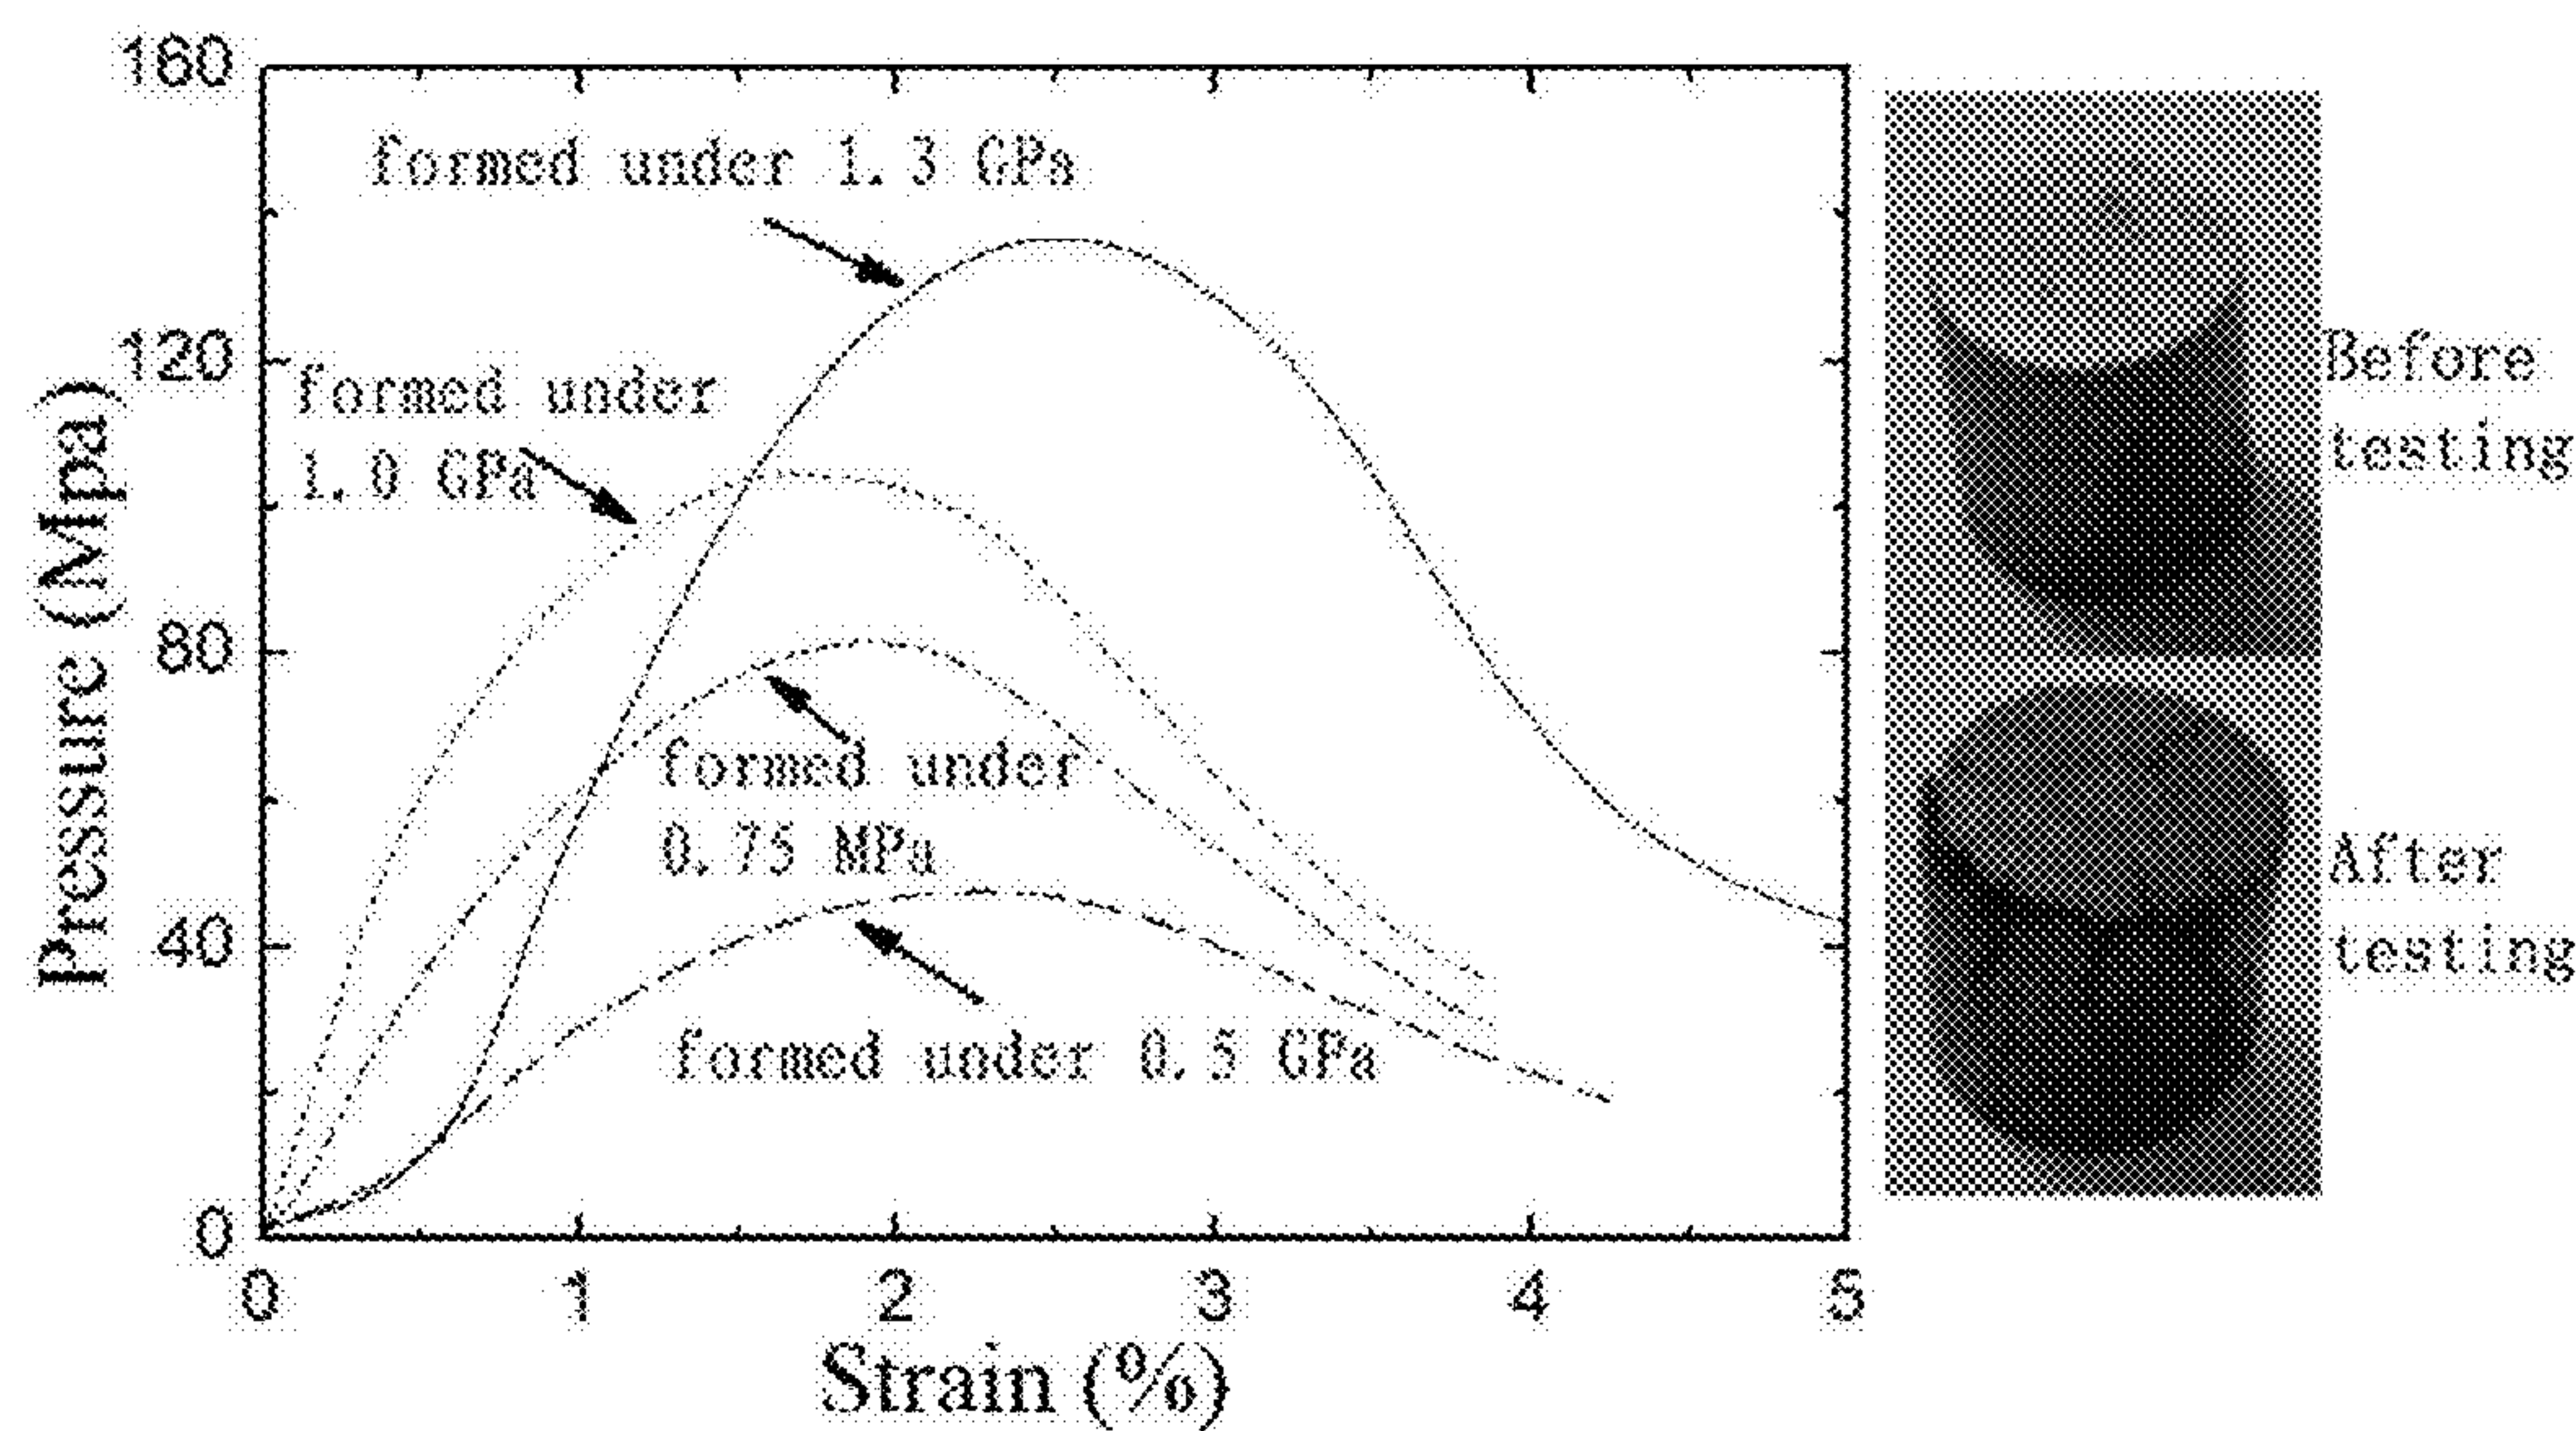 160
formed under 1.3 GPa
120
formed under
1.0 GPa
80
formed under
0.75 MPa
40
formed under 0.5 GPa
0
0 1 2 3 4 5
Strain (%)
Pressure (Mpa)
Before
testing
After
testing